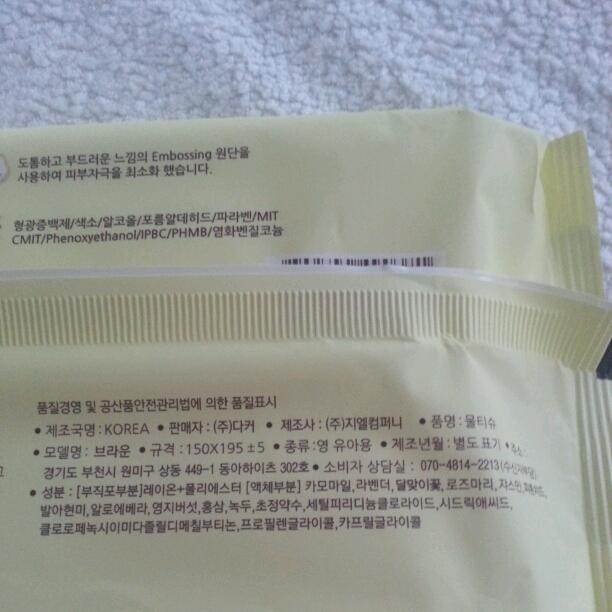 도톰하고 부드러운 느낌의 Embossing 원단을
사용하여 피부자극을 최소화 했습니다.
형광증백제/색소/알코올/포름알데히드/파라벤/MIT
CMIT/Phenoxyethanol/IPBC/PHMB/염화벤질코늄
품질경영 및 공산품안전관리법에 의한 품질표시
• 제조국명 : KOREA • 판매자 : (주)다커 • 제조사 : (주)지엘컴퍼니 • 품명 : 물티슈
• 모델명 : 브라운 • 규격 : 150X195 ±5 • 종류 : 영 유아용 • 제조년월 : 별도 표기 • 주소 :
경기도 부천시 원미구 상동 449-1 동아하이츠 302호 • 소비자 상담실 : 070-4814-2213(수신자부담)
• 성분 : [부직포부분]레이온+폴리에스터 [액체부분] 카모마일, 라벤더, 달맞이꽃, 로즈마리, 쟈스민,
발아현미, 알로에베라, 영지버섯, 홍삼, 녹두, 초정약수, 세틸피리디늄클로라이드, 시드릭애씨드,
클로로페녹시이미다졸릴디메칠부티논, 프로필렌글라이콜, 카프릴글라이콜